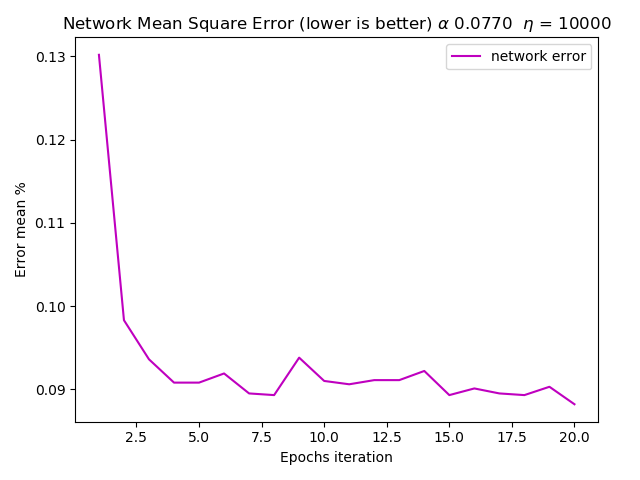 Network Mean Square Error (lower is better) α 0.0770 η = 10000
network error
0.13
0.12
0.11
0.10
0.09
Error mean %
2.5 5.0 7.5 10.0 12.5 15.0 17.5 20.0
Epochs iteration